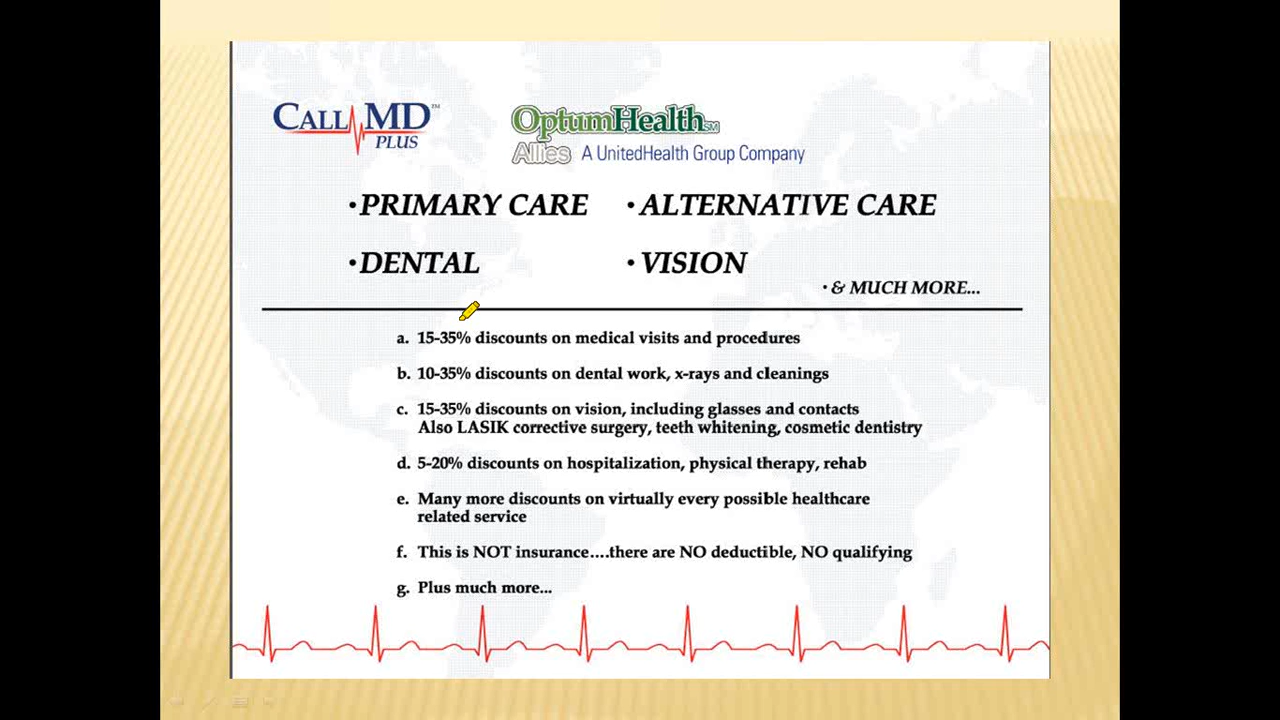 CALL MD™
PLUS
OptumHealth SM
Allies A UnitedHealth Group Company
•PRIMARY CARE •ALTERNATIVE CARE
•DENTAL •VISION
•& MUCH MORE...
a. 15-35% discounts on medical visits and procedures
b. 10-35% discounts on dental work, x-rays and cleanings
c. 15-35% discounts on vision, including glasses and contacts
Also LASIK corrective surgery, teeth whitening, cosmetic dentistry
d. 5-20% discounts on hospitalization, physical therapy, rehab
e. Many more discounts on virtually every possible healthcare
related service
f. This is NOT insurance....there are NO deductible, NO qualifying
g. Plus much more...